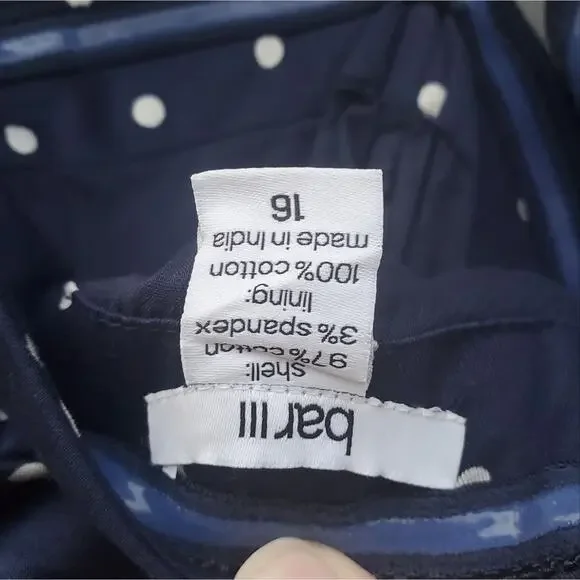 bar III
shell:
97% cotton
3% spandex
lining:
100% cotton
made in India
16